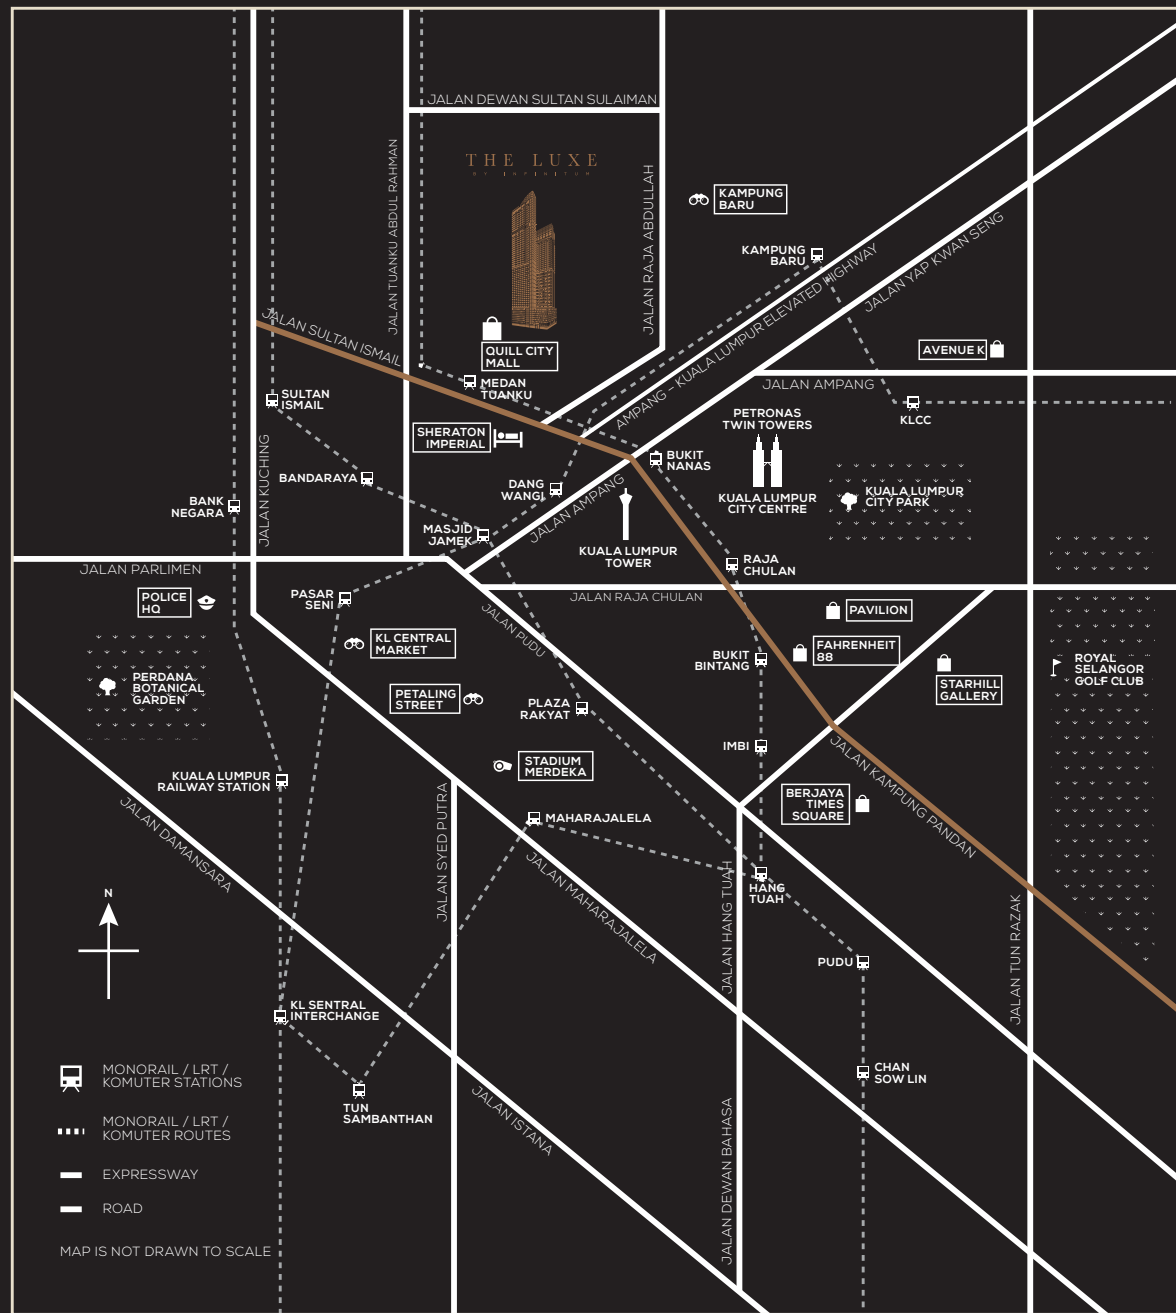 JALAN DEWAN SULTAN SULAIMAN
JALAN TUANKU ABDUL RAHMAN
THE LUXE
BY INFINITUM
JALAN RAJA ABDULLAH
KAMPUNG
BARU
KAMPUNG
BARU
AMPANG – KUALA LUMPUR ELEVATED HIGHWAY
JALAN YAP KWAN SENG
JALAN SULTAN ISMAIL
QUILL CITY
MALL
AVENUE K
MEDAN
TUANKU
JALAN AMPANG
SULTAN
ISMAIL
KLCC
PETRONAS
TWIN TOWERS
SHERATON
IMPERIAL
JALAN KUCHING
BUKIT
NANAS
BANDARAYA
DANG
WANGI
JALAN AMPANG
KUALA LUMPUR
CITY CENTRE
KUALA LUMPUR
CITY PARK
BANK
NEGARA
MASJID
JAMEK
KUALA LUMPUR
TOWER
RAJA
CHULAN
JALAN PARLIMEN
POLICE
HQ
PASAR
SENI
JALAN RAJA CHULAN
JALAN PUDU
PAVILION
KL CENTRAL
MARKET
FAHRENHEIT
88
BUKIT
BINTANG
STARHILL
GALLERY
ROYAL
SELANGOR
GOLF CLUB
PERDANA
BOTANICAL
GARDEN
PETALING
STREET
PLAZA
RAKYAT
IMBI
STADIUM
MERDEKA
KUALA LUMPUR
RAILWAY STATION
JALAN KAMPUNG PANDAN
BERJAYA
TIMES
SQUARE
JALAN SYED PUTRA
MAHARAJALELA
JALAN DAMANSARA
JALAN MAHARAJALELA
JALAN HANG TUAH
HANG
TUAH
JALAN TUN RAZAK
N
PUDU
KL SENTRAL
INTERCHANGE
CHAN
SOW LIN
TUN
SAMBANTHAN
JALAN ISTANA
JALAN DEWAN BAHASA
MONORAIL / LRT /
KOMUTER STATIONS
MONORAIL / LRT /
KOMUTER ROUTES
EXPRESSWAY
ROAD
MAP IS NOT DRAWN TO SCALE